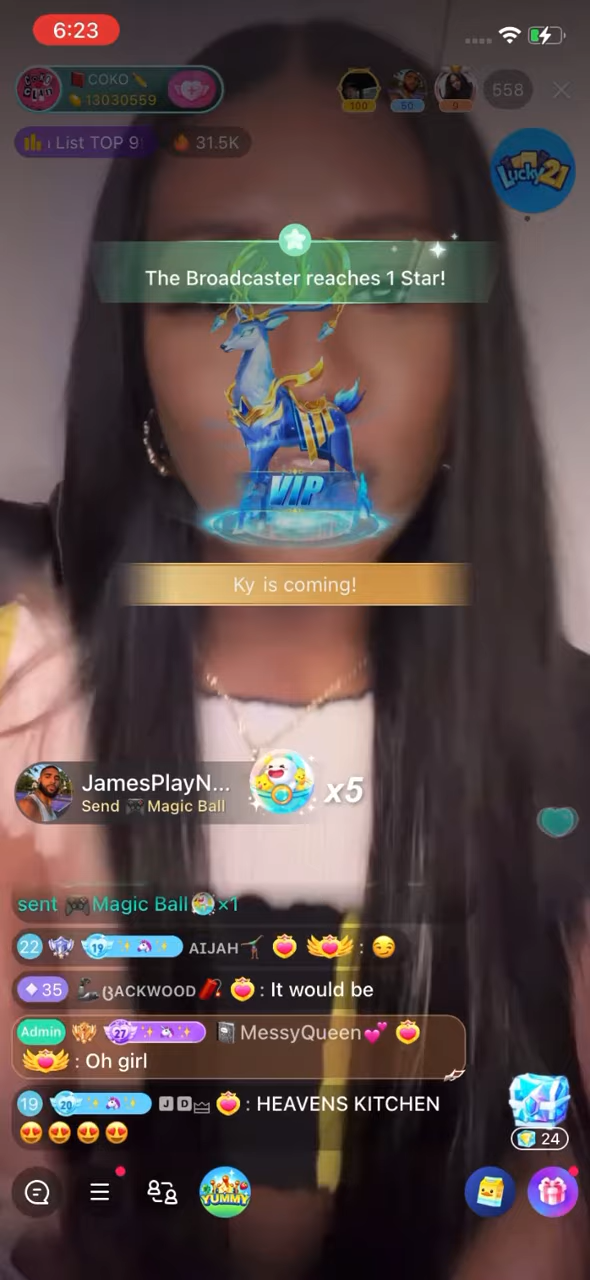 6:23
COKO
13030559
100
50
9
558
List TOP 9
31.5K
Lucky21
The Broadcaster reaches 1 Star!
VIP
Ky is coming!
JamesPlayN...
Send 🎮Magic Ball
x5
sent 🎮Magic Ball x1
22 19 ✨🦄✨ AIJAH : 😏
35 ცACKWOOD🧧 : It would be
Admin 27 ✨🦄✨ MessyQueen💕
: Oh girl
19 20 ✨🦄✨ JD : HEAVENS KITCHEN
😍😍😍😍
24
YUMMY